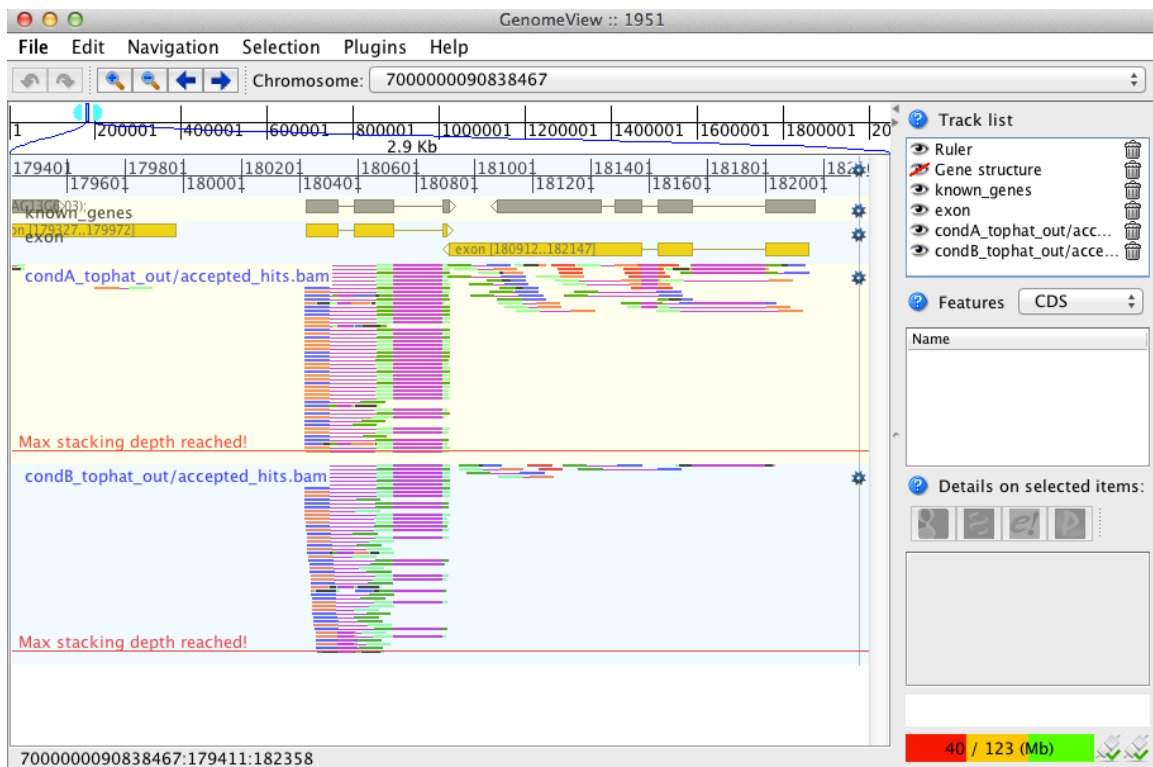 GenomeView :: 1951
File Edit Navigation Selection Plugins Help
Chromosome: 7000000090838467
1 200001 400001 600001 800001 1000001 1200001 1400001 1600001 1800001 20
2.9 Kb
179401 179801 180201 180601 181001 181401 181801
179601 180001 180401 180801 181201 181601 182001
known_genes
exon [179327..179972]
exon
exon [180912..182147]
condA_tophat_out/accepted_hits.bam
Max stacking depth reached!
condB_tophat_out/accepted_hits.bam
Max stacking depth reached!
7000000090838467:179411:182358
Track list
Ruler
Gene structure
known_genes
exon
condA_tophat_out/acc...
condB_tophat_out/acce...
Features CDS
Name
Details on selected items:
40 / 123 (Mb)